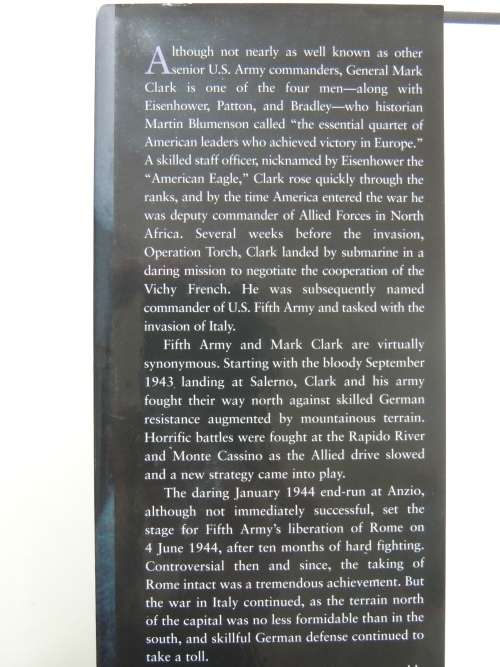 Although not nearly as well known as other
senior U.S. Army commanders, General Mark
Clark is one of the four men—along with
Eisenhower, Patton, and Bradley—who historian
Martin Blumenson called “the essential quartet of
American leaders who achieved victory in Europe.”
A skilled staff officer, nicknamed by Eisenhower the
“American Eagle,” Clark rose quickly through the
ranks, and by the time America entered the war he
was deputy commander of Allied Forces in North
Africa. Several weeks before the invasion,
Operation Torch, Clark landed by submarine in a
daring mission to negotiate the cooperation of the
Vichy French. He was subsequently named
commander of U.S. Fifth Army and tasked with the
invasion of Italy.
Fifth Army and Mark Clark are virtually
synonymous. Starting with the bloody September
1943 landing at Salerno, Clark and his army
fought their way north against skilled German
resistance augmented by mountainous terrain.
Horrific battles were fought at the Rapido River
and Monte Cassino as the Allied drive slowed
and a new strategy came into play.
The daring January 1944 end-run at Anzio,
although not immediately successful, set the
stage for Fifth Army’s liberation of Rome on
4 June 1944, after ten months of hard fighting.
Controversial then and since, the taking of
Rome intact was a tremendous achievement. But
the war in Italy continued, as the terrain north
of the capital was no less formidable than in the
south, and skillful German defense continued to
take a toll.